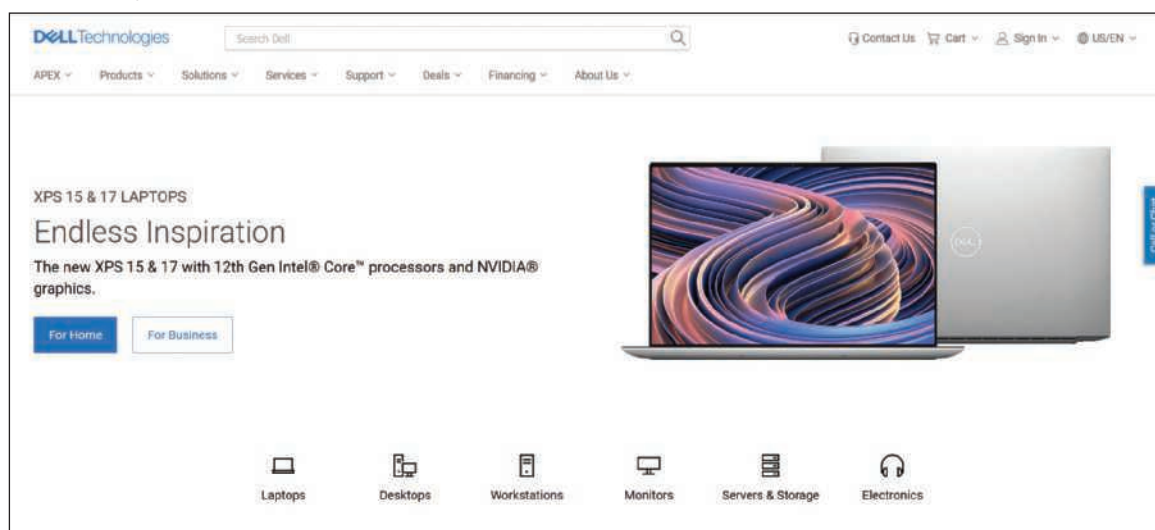 DELLTechnologies
Search Dell
Contact Us
Cart
Sign In
US/EN
APEX
Products
Solutions
Services
Support
Deals
Financing
About Us
XPS 15 & 17 LAPTOPS
Endless Inspiration
The new XPS 15 & 17 with 12th Gen Intel® Core™ processors and NVIDIA®
graphics.
For Home
For Business
DELL
Laptops
Desktops
Workstations
Monitors
Servers & Storage
Electronics